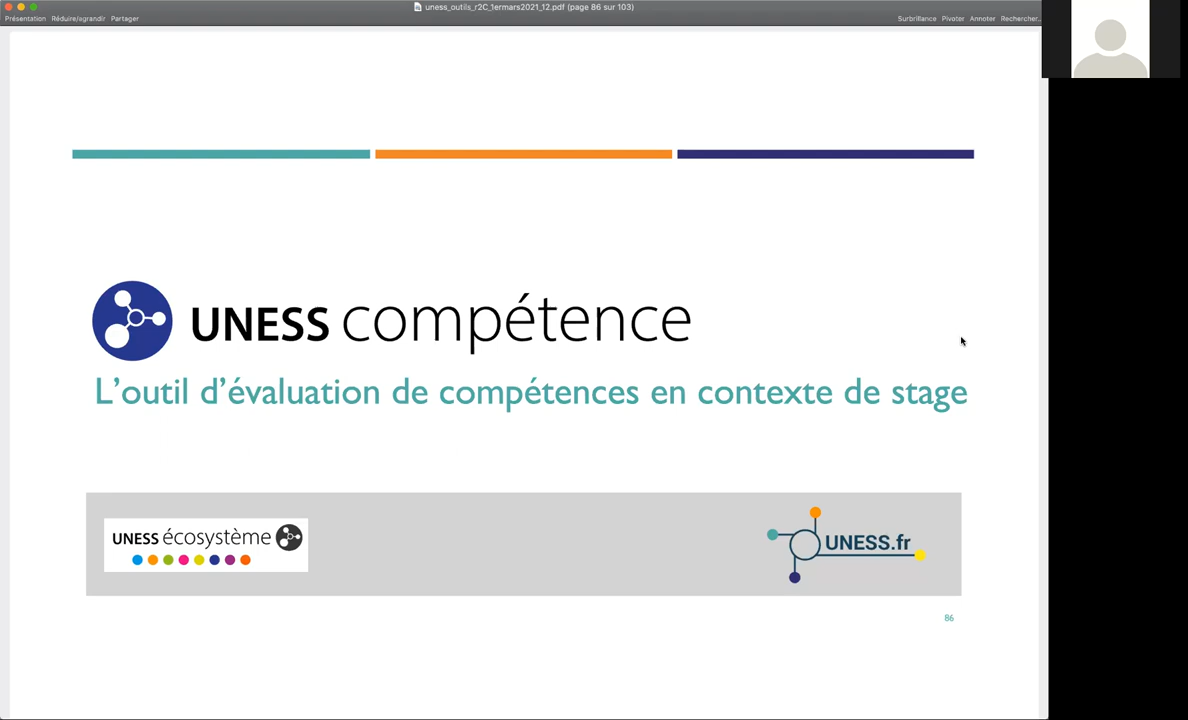 uness_outils_r2C_1ermars2021_12.pdf (page 86 sur 103)
Présentation Réduire/agrandir Partager
Surbrillance Pivoter Annoter Rechercher...
UNESS compétence
L’outil d’évaluation de compétences en contexte de stage
UNESS écosystème
UNESS.fr
86